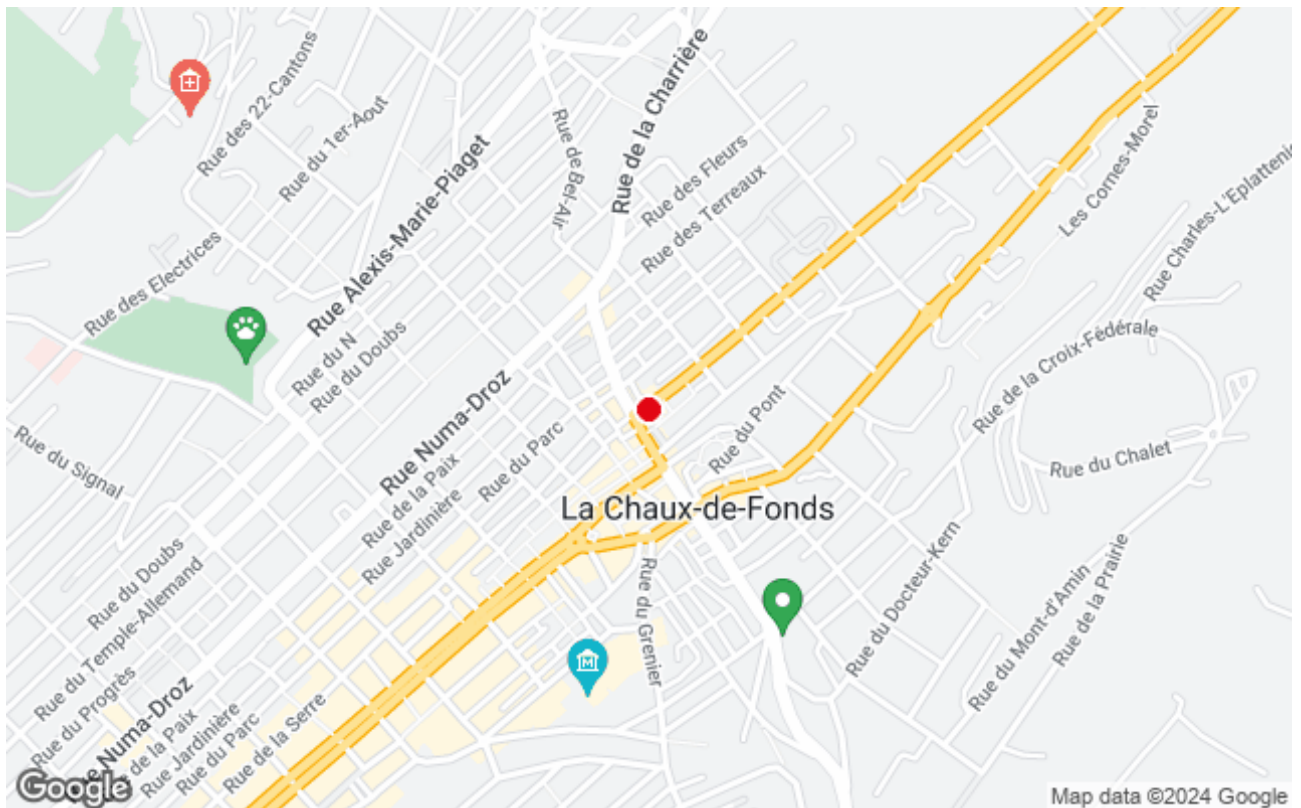 Rue des 22-Cantons
Rue du 1er-Aout
Rue de la Charrière
Rue de Bel-Air
Rue des Fleurs
Rue des Terreaux
Les Cornes-Morel
Rue Charles-L'Eplattenie
Rue Alexis-Marie-Piaget
Rue des Electrices
Rue du N
Rue du Doubs
Rue de la Croix-Fédérale
Rue Numa-Droz
Rue du Parc
Rue du Pont
Rue du Signal
Rue de la Paix
Rue Jardinière
Rue du Chalet
La Chaux-de-Fonds
Rue du Doubs
Rue du Temple-Allemand
Rue du Grenier
Rue du Docteur-Kern
Rue du Mont-d'Amin
Rue de la Prairie
M
Rue du Progrès
Rue Numa-Droz
de la Paix
Rue Jardinière
Rue du Parc
Rue de la Serre
Google
Map data ©2024 Google